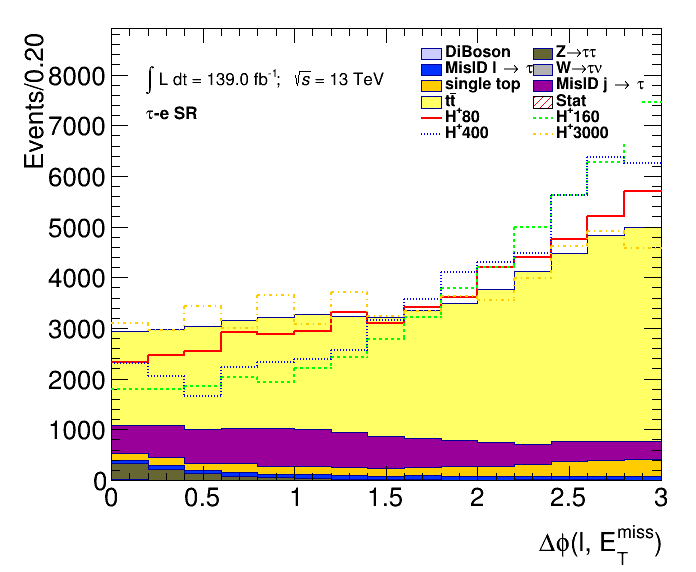 Events/0.20
8000
7000
6000
5000
4000
3000
2000
1000
0
∫ L dt = 139.0 fb⁻¹; √s = 13 TeV
τ-e SR
DiBoson
Z→ττ
MisID l → τ
W→τν
single top
MisID j → τ
tt̄
Stat
H⁺80
H⁺160
H⁺400
H⁺3000
0 0.5 1 1.5 2 2.5 3
Δϕ(l, E_T^miss)